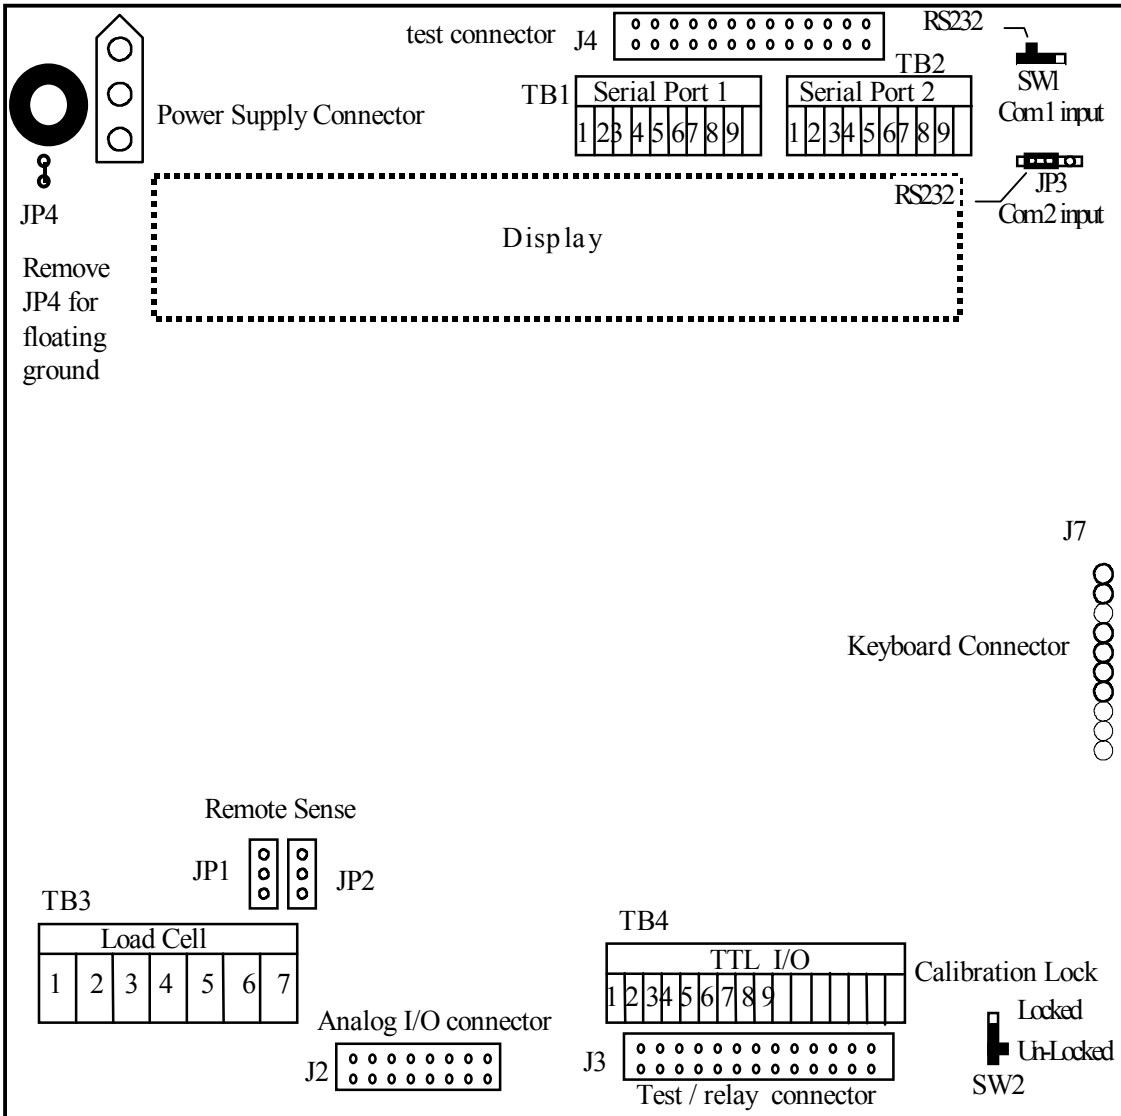 test connector J4
RS232
TB2
SW1
Com1 input
TB1 Serial Port 1
1 2 3 4 5 6 7 8 9
Serial Port 2
1 2 3 4 5 6 7 8 9
Power Supply Connector
JP4
Remove
JP4 for
floating
ground
Display
RS232
JP3
Com2 input
J7
Keyboard Connector
Remote Sense
JP1
JP2
TB3
Load Cell
1 2 3 4 5 6 7
Analog I/O connector
J2
TB4
TTL I/O
1 2 3 4 5 6 7 8 9
Calibration Lock
Locked
Un-Locked
SW2
J3
Test / relay connector